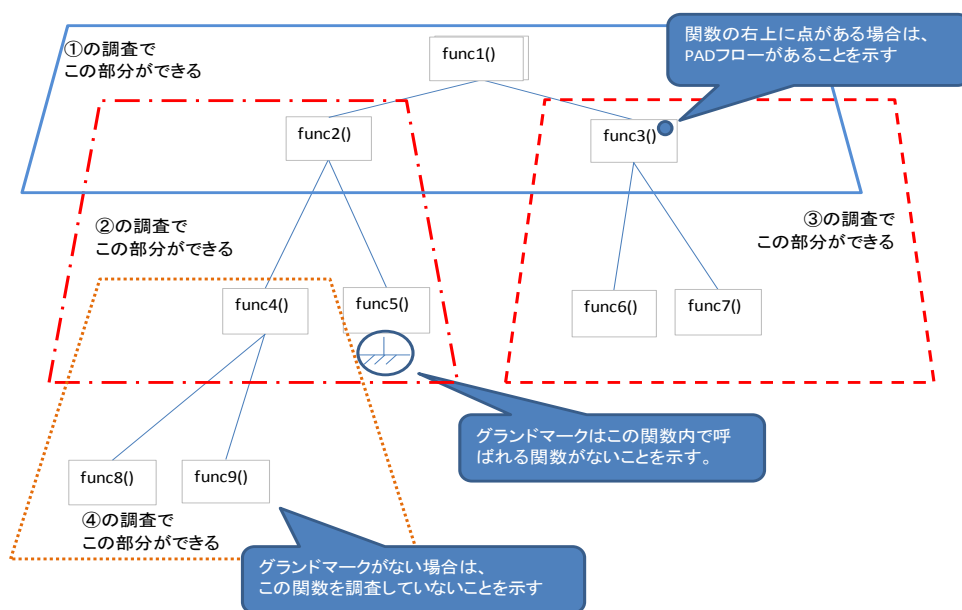 ①の調査で
この部分ができる
func1()
関数の右上に点がある場合は、
PADフローがあることを示す
func2()
func3()
②の調査で
この部分ができる
③の調査で
この部分ができる
func4()
func5()
func6()
func7()
グランドマークはこの関数内で呼
ばれる関数がないことを示す。
func8()
func9()
④の調査で
この部分ができる
グランドマークがない場合は、
この関数を調査していないことを示す